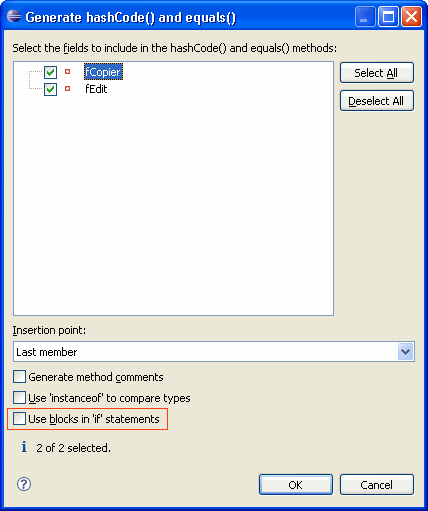 Generate hashCode() and equals()
Select the fields to include in the hashCode() and equals() methods:
fCopier
fEdit
Select All
Deselect All
Insertion point:
Last member
Generate method comments
Use 'instanceof' to compare types
Use blocks in 'if' statements
i 2 of 2 selected.
?
OK
Cancel